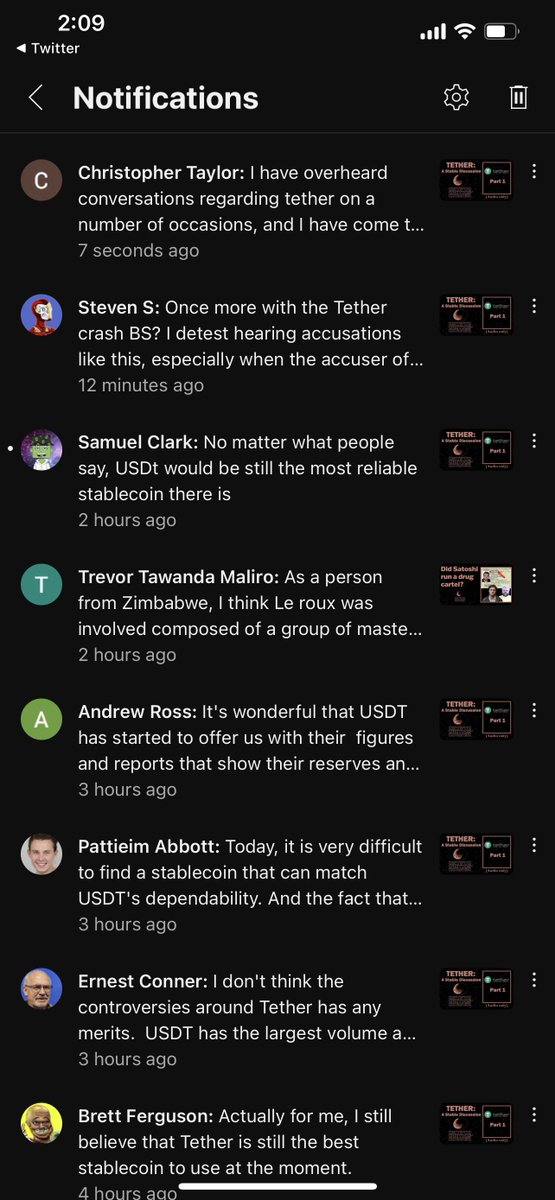 2:09
◀ Twitter
Notifications
C
Christopher Taylor: I have overheard
conversations regarding tether on a
number of occasions, and I have come t...
7 seconds ago
TETHER:
A Stable Discussion
tether
Part 1
Steven S: Once more with the Tether
crash BS? I detest hearing accusations
like this, especially when the accuser of...
12 minutes ago
TETHER:
A Stable Discussion
tether
Part 1
Samuel Clark: No matter what people
say, USDt would be still the most reliable
stablecoin there is
2 hours ago
TETHER:
A Stable Discussion
tether
Part 1
T
Trevor Tawanda Maliro: As a person
from Zimbabwe, I think Le roux was
involved composed of a group of maste...
2 hours ago
Did Satoshi
run a drug
cartel?
A
Andrew Ross: It's wonderful that USDT
has started to offer us with their  figures
and reports that show their reserves an...
3 hours ago
TETHER:
A Stable Discussion
tether
Part 1
Pattieim Abbott: Today, it is very difficult
to find a stablecoin that can match
USDT's dependability. And the fact that...
3 hours ago
TETHER:
A Stable Discussion
tether
Part 1
Ernest Conner: I don't think the
controversies around Tether has any
merits.  USDT has the largest volume a...
3 hours ago
TETHER:
A Stable Discussion
tether
Part 1
Brett Ferguson: Actually for me, I still
believe that Tether is still the best
stablecoin to use at the moment.
4 hours ago
TETHER:
A Stable Discussion
tether
Part 1